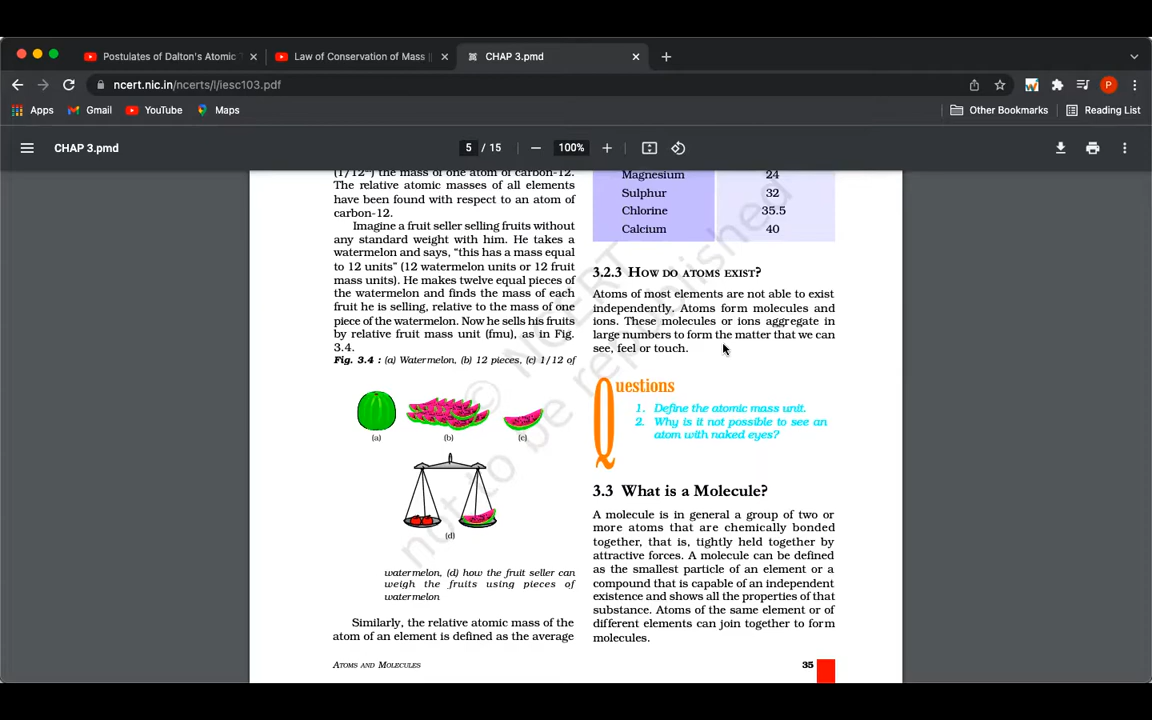 Postulates of Dalton's Atomic
Law of Conservation of Mass
CHAP 3.pmd
ncert.nic.in/ncerts/l/iesc103.pdf
P
Apps
Gmail
YouTube
Maps
Other Bookmarks
Reading List
CHAP 3.pmd
5 / 15
100%
(1/12th) the mass of one atom of carbon-12.
The relative atomic masses of all elements
have been found with respect to an atom of
carbon-12.
Imagine a fruit seller selling fruits without
any standard weight with him. He takes a
watermelon and says, "this has a mass equal
to 12 units" (12 watermelon units or 12 fruit
mass units). He makes twelve equal pieces of
the watermelon and finds the mass of each
fruit he is selling, relative to the mass of one
piece of the watermelon. Now he sells his fruits
by relative fruit mass unit (fmu), as in Fig.
3.4.
Fig. 3.4 : (a) Watermelon, (b) 12 pieces, (c) 1/12 of
(a)
(b)
(c)
(d)
watermelon, (d) how the fruit seller can
weigh the fruits using pieces of
watermelon
Similarly, the relative atomic mass of the
atom of an element is defined as the average
Magnesium 24
Sulphur 32
Chlorine 35.5
Calcium 40
3.2.3 HOW DO ATOMS EXIST?
Atoms of most elements are not able to exist
independently. Atoms form molecules and
ions. These molecules or ions aggregate in
large numbers to form the matter that we can
see, feel or touch.
Questions
1. Define the atomic mass unit.
2. Why is it not possible to see an
atom with naked eyes?
3.3 What is a Molecule?
A molecule is in general a group of two or
more atoms that are chemically bonded
together, that is, tightly held together by
attractive forces. A molecule can be defined
as the smallest particle of an element or a
compound that is capable of an independent
existence and shows all the properties of that
substance. Atoms of the same element or of
different elements can join together to form
molecules.
ATOMS AND MOLECULES
35
© NCERT
not to be republished